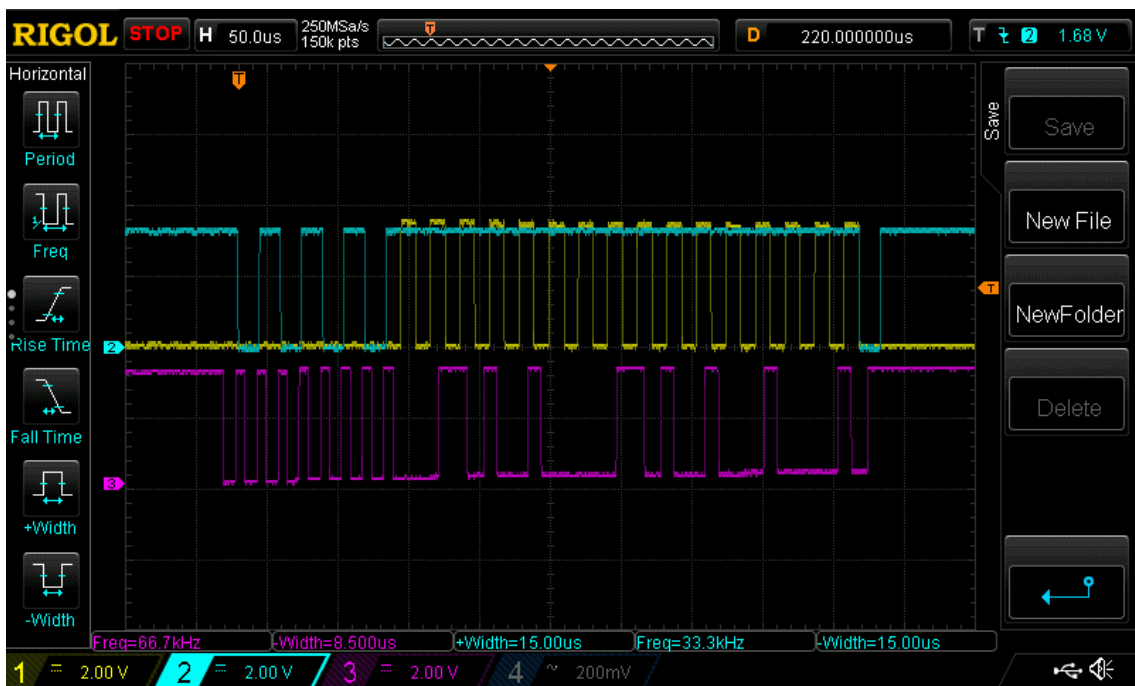 RIGOL STOP H 50.0us 250MSa/s 150k pts T D 220.000000us T 2 1.68 V
Horizontal
Period
Freq
Rise Time
Fall Time
+Width
-Width
T
T
2
3
Save
Save
New File
NewFolder
Delete
Freq=66.7kHz -Width=8.500us +Width=15.00us Freq=33.3kHz -Width=15.00us
1 = 2.00 V 2 = 2.00 V 3 = 2.00 V 4 ~ 200mV